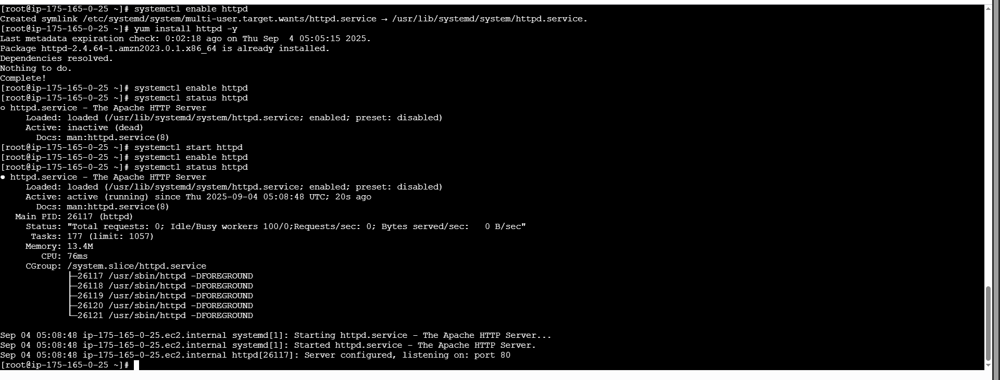 [root@ip-175-165-0-25 ~]# systemctl enable httpd
Created symlink /etc/systemd/system/multi-user.target.wants/httpd.service → /usr/lib/systemd/system/httpd.service.
[root@ip-175-165-0-25 ~]# yum install httpd -y
Last metadata expiration check: 0:02:18 ago on Thu Sep  4 05:05:15 2025.
Package httpd-2.4.64-1.amzn2023.0.1.x86_64 is already installed.
Dependencies resolved.
Nothing to do.
Complete!
[root@ip-175-165-0-25 ~]# systemctl enable httpd
[root@ip-175-165-0-25 ~]# systemctl status httpd
○ httpd.service - The Apache HTTP Server
     Loaded: loaded (/usr/lib/systemd/system/httpd.service; enabled; preset: disabled)
     Active: inactive (dead)
       Docs: man:httpd.service(8)
[root@ip-175-165-0-25 ~]# systemctl start httpd
[root@ip-175-165-0-25 ~]# systemctl enable httpd
[root@ip-175-165-0-25 ~]# systemctl status httpd
● httpd.service - The Apache HTTP Server
     Loaded: loaded (/usr/lib/systemd/system/httpd.service; enabled; preset: disabled)
     Active: active (running) since Thu 2025-09-04 05:08:48 UTC; 20s ago
       Docs: man:httpd.service(8)
   Main PID: 26117 (httpd)
     Status: "Total requests: 0; Idle/Busy workers 100/0;Requests/sec: 0; Bytes served/sec:   0 B/sec"
      Tasks: 177 (limit: 1057)
     Memory: 13.4M
        CPU: 76ms
     CGroup: /system.slice/httpd.service
             ├─26117 /usr/sbin/httpd -DFOREGROUND
             ├─26118 /usr/sbin/httpd -DFOREGROUND
             ├─26119 /usr/sbin/httpd -DFOREGROUND
             ├─26120 /usr/sbin/httpd -DFOREGROUND
             └─26121 /usr/sbin/httpd -DFOREGROUND

Sep 04 05:08:48 ip-175-165-0-25.ec2.internal systemd[1]: Starting httpd.service - The Apache HTTP Server...
Sep 04 05:08:48 ip-175-165-0-25.ec2.internal systemd[1]: Started httpd.service - The Apache HTTP Server.
Sep 04 05:08:48 ip-175-165-0-25.ec2.internal httpd[26117]: Server configured, listening on: port 80
[root@ip-175-165-0-25 ~]#